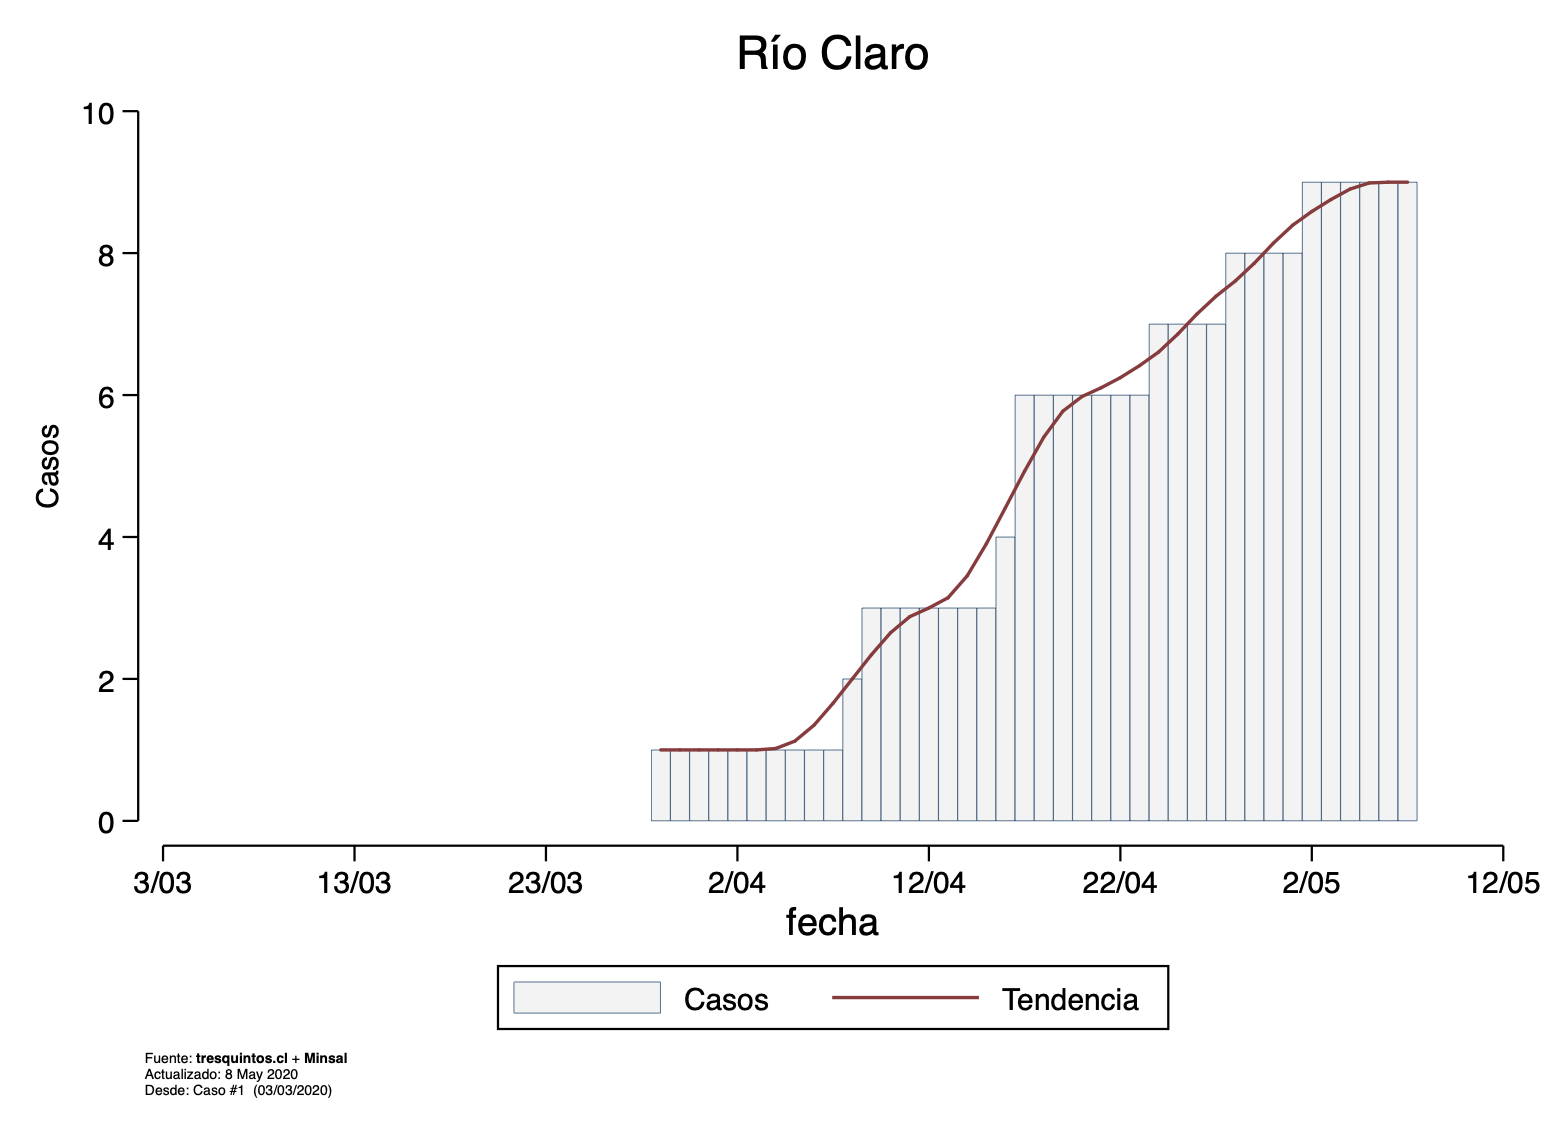 Río Claro
10
8
6
4
2
0
Casos
3/03 13/03 23/03 2/04 12/04 22/04 2/05 12/05
fecha
Casos Tendencia
Fuente: tresquintos.cl + Minsal
Actualizado: 8 May 2020
Desde: Caso #1 (03/03/2020)